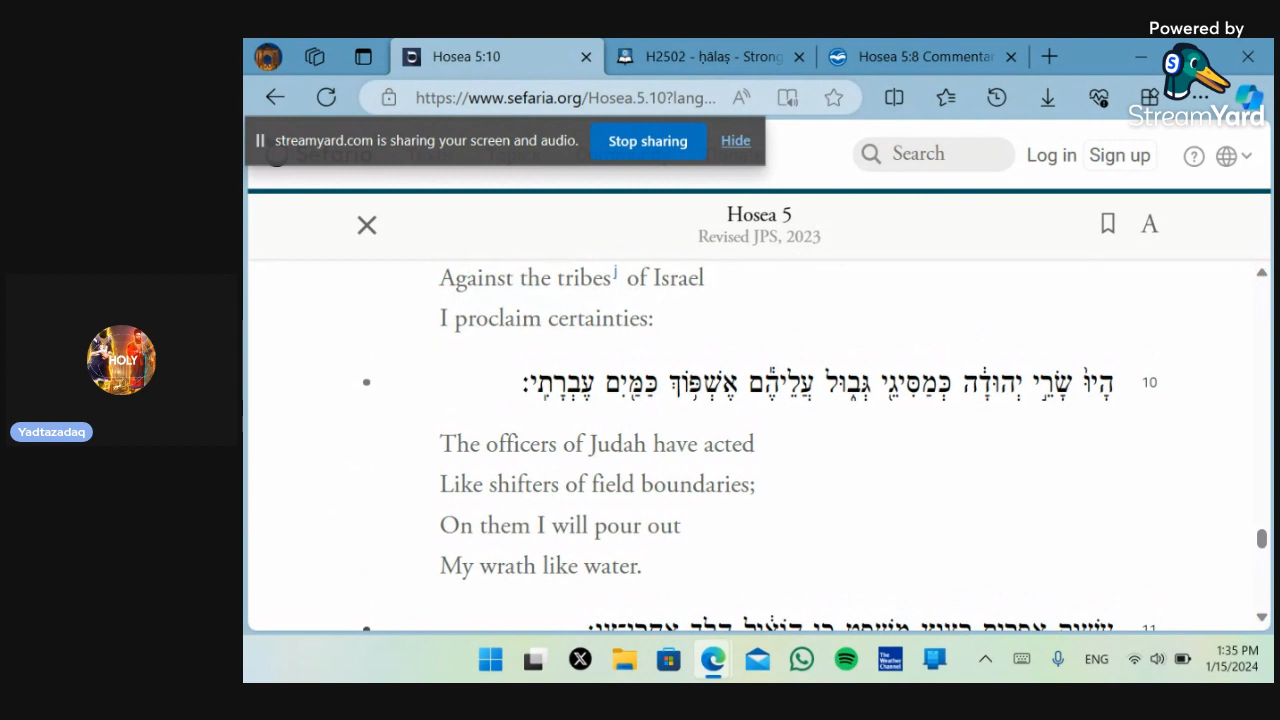 Powered by
StreamYard
Hosea 5:10
H2502 - ḥālaṣ - Strong
Hosea 5:8 Commentar
https://www.sefaria.org/Hosea.5.10?lang...
streamyard.com is sharing your screen and audio.
Stop sharing
Hide
Search
Log in
Sign up
Hosea 5
Revised JPS, 2023
A
Against the tribes j of Israel
I proclaim certainties:
10
הָיוּ֙ שָׂרֵ֣י יְהוּדָ֔ה כְּמַסִּיגֵ֖י גְּב֑וּל עֲלֵיהֶ֕ם אֶשְׁפּ֥וֹךְ כַּמַּ֖יִם עֶבְרָתִֽי׃
The officers of Judah have acted
Like shifters of field boundaries;
On them I will pour out
My wrath like water.
11
HOLY
Yadtazadaq
ENG
1:35 PM
1/15/2024